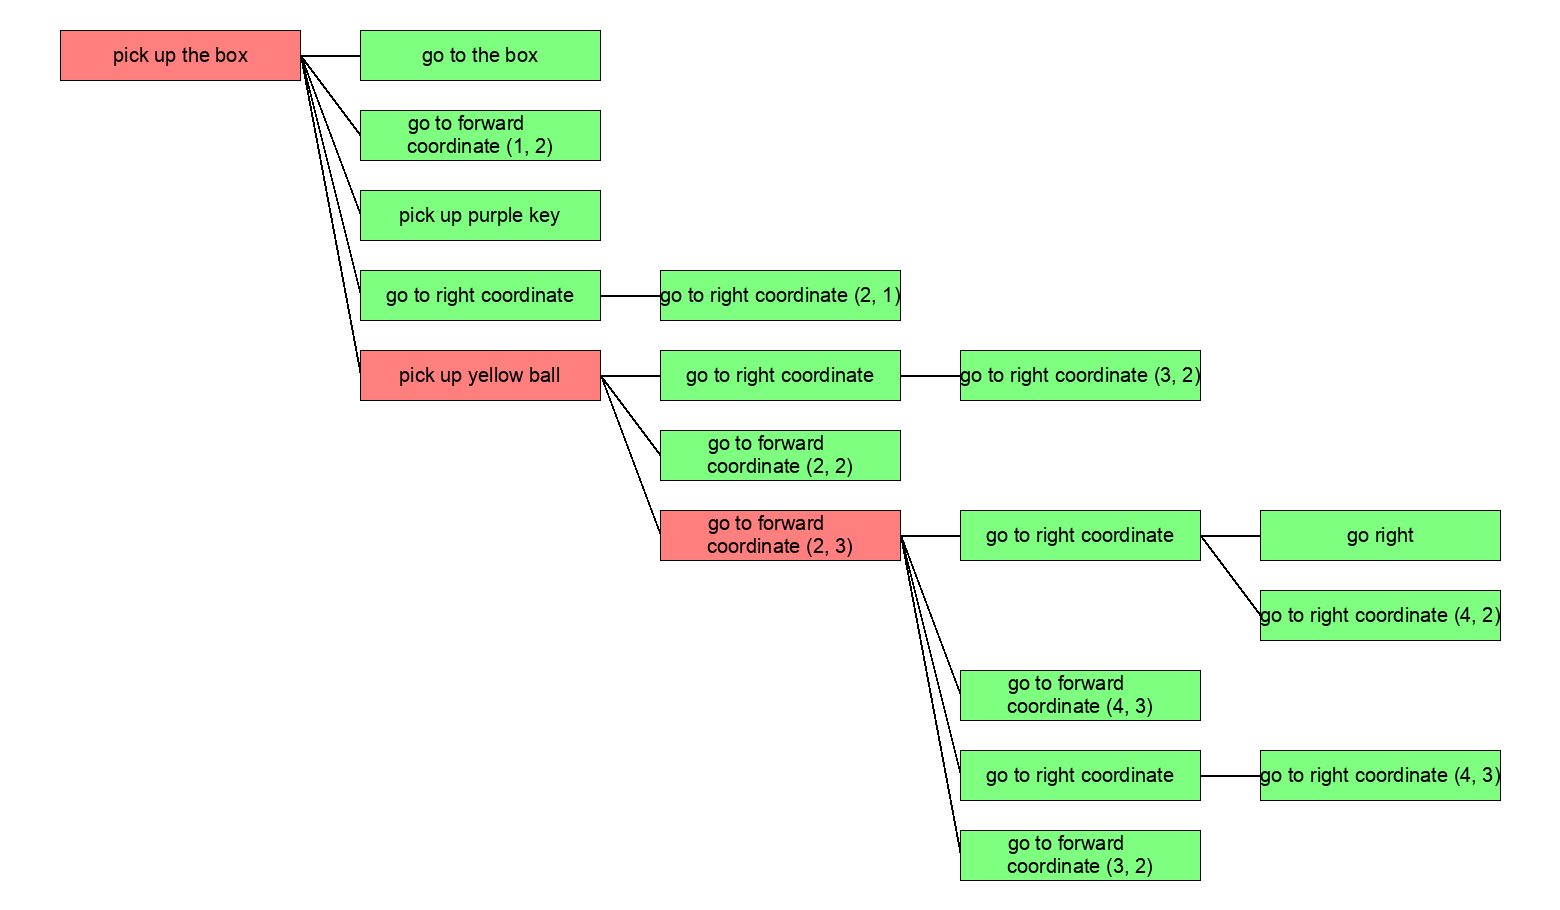 pick up the box
go to the box
go to forward
coordinate (1, 2)
pick up purple key
go to right coordinate
go to right coordinate (2, 1)
pick up yellow ball
go to right coordinate
go to right coordinate (3, 2)
go to forward
coordinate (2, 2)
go to forward
coordinate (2, 3)
go to right coordinate
go right
go to right coordinate (4, 2)
go to forward
coordinate (4, 3)
go to right coordinate
go to right coordinate (4, 3)
go to forward
coordinate (3, 2)